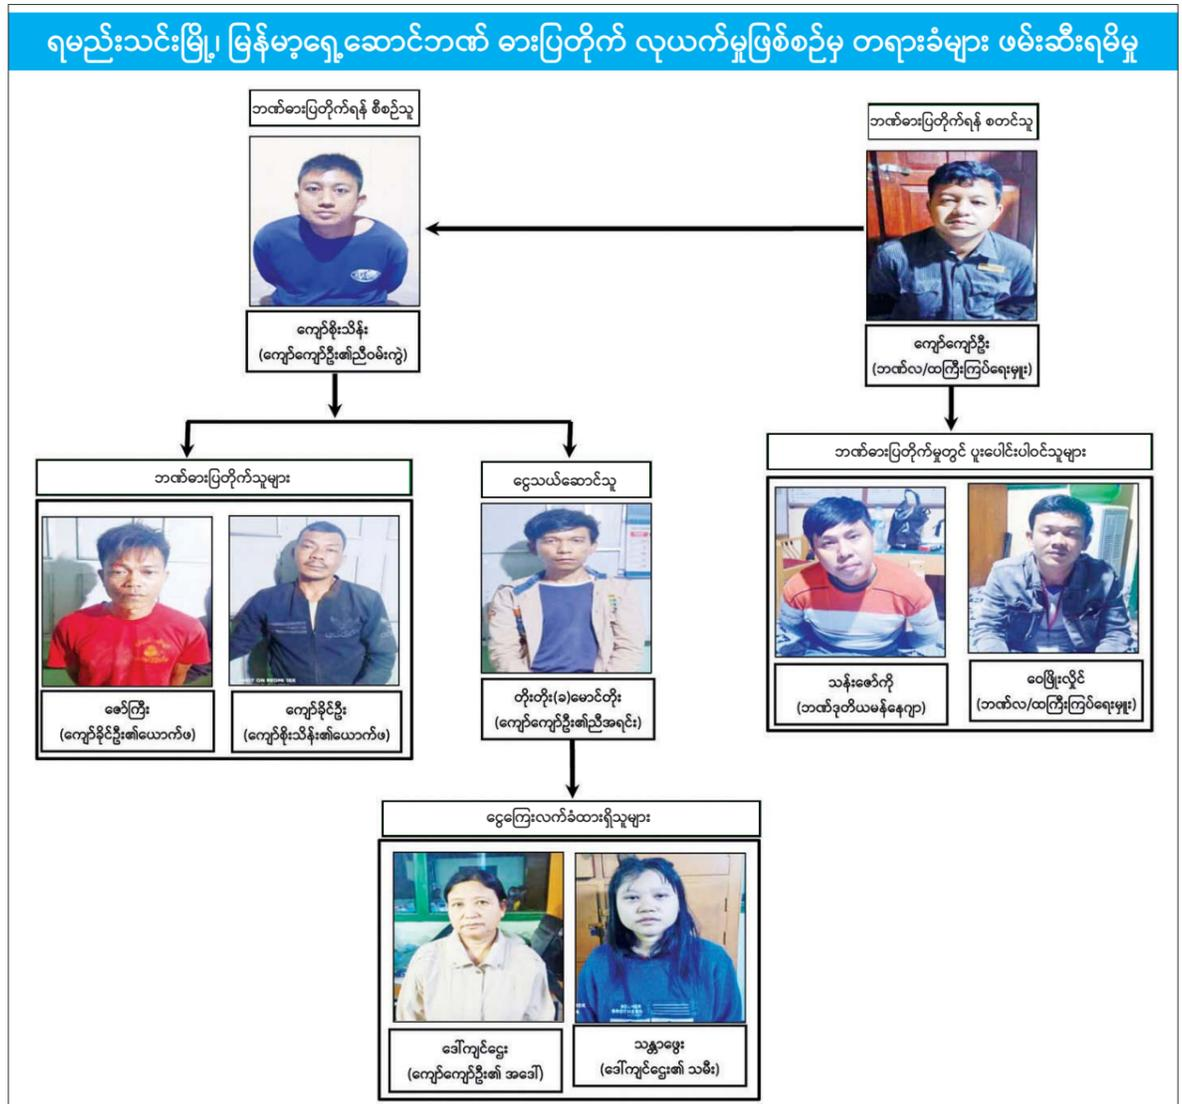 ရမည်းသင်းမြို့၊ မြန်မာ့ရှေ့ဆောင်ဘဏ် ဓားပြတိုက် လုယက်မှုဖြစ်စဉ်မှ တရားခံများ ဖမ်းဆီးရမိမှု
ဘဏ်ဓားပြတိုက်ရန် စီစဉ်သူ
ဘဏ်ဓားပြတိုက်ရန် စတင်သူ
ကျော်စိုးသိန်း
(ကျော်ကျော်ဦး၏ညီဝမ်းကွဲ)
ကျော်ကျော်ဦး
(ဘဏ်လ/ထကြီးကြပ်ရေးမှူး)
ဘဏ်ဓားပြတိုက်သူများ
ငွေသယ်ဆောင်သူ
ဘဏ်ဓားပြတိုက်မှုတွင် ပူးပေါင်းပါဝင်သူများ
SHOT ON REDMI 10X
ဇော်ကြီး
(ကျော်ခိုင်ဦး၏ယောက်ဖ)
ကျော်ခိုင်ဦး
(ကျော်စိုးသိန်း၏ယောက်ဖ)
တိုးတိုး(ခ)မောင်တိုး
(ကျော်ကျော်ဦး၏ညီအရင်း)
သန်းဇော်ကို
(ဘဏ်ဒုတိယမန်နေဂျာ)
ဝေဖြိုးလှိုင်
(ဘဏ်လ/ထကြီးကြပ်ရေးမှူး)
ငွေကြေးလက်ခံထားရှိသူများ
ဒေါ်ကျင်ဌေး
(ကျော်ကျော်ဦး၏ အဒေါ်)
သန္တာဖွေး
(ဒေါ်ကျင်ဌေး၏ သမီး)